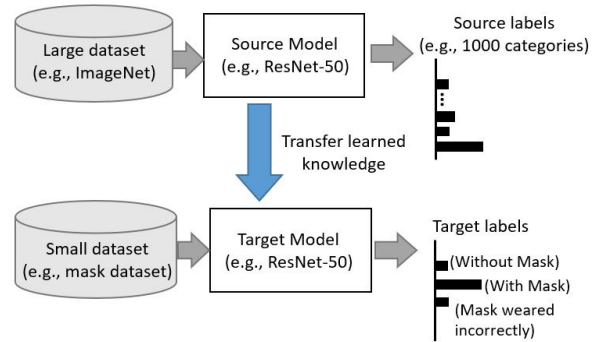 Large dataset
(e.g., ImageNet)
Source Model
(e.g., ResNet-50)
Source labels
(e.g., 1000 categories)
Transfer learned
knowledge
Small dataset
(e.g., mask dataset)
Target Model
(e.g., ResNet-50)
Target labels
(Without Mask)
(With Mask)
(Mask weared
incorrectly)